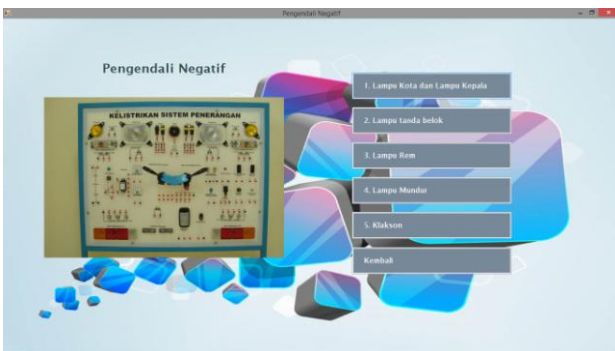 Pengendali Negatif
Pengendali Negatif
KELISTRIKAN SISTEM PENERANGAN
1. Lampu Kota dan Lampu Kepala
2. Lampu tanda belok
3. Lampu Rem
4. Lampu Mundur
5. Klakson
Kembali